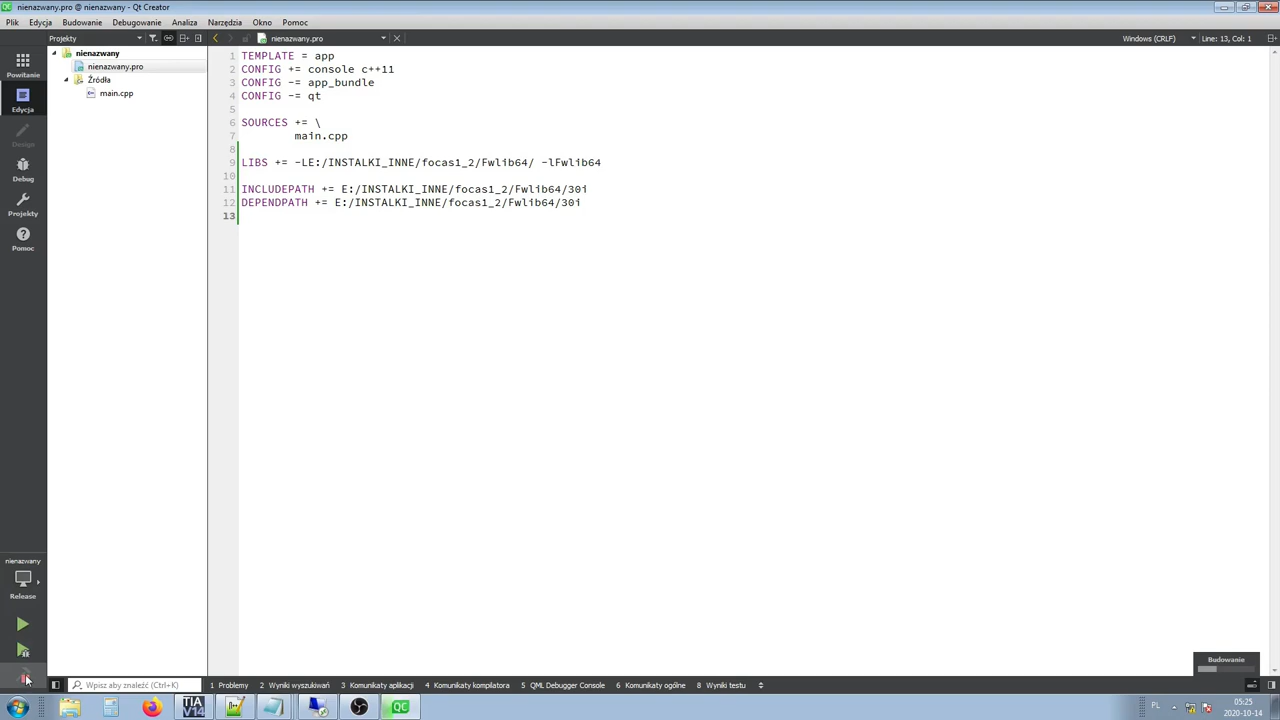 nienazwany.pro @ nienazwany - Qt Creator
Plik Edycja Budowanie Debugowanie Analiza Narzędzia Okno Pomoc
Projekty nienazwany.pro Windows (CRLF) Line: 13, Col: 1
nienazwany
nienazwany.pro
Źródła
main.cpp
Powitanie
Edycja
Design
Debug
Projekty
Pomoc
1 TEMPLATE = app
2 CONFIG += console c++11
3 CONFIG -= app_bundle
4 CONFIG -= qt
5
6 SOURCES += \
7 main.cpp
8
9 LIBS += -LE:/INSTALKI_INNE/focas1_2/Fwlib64/ -lFwlib64
10
11 INCLUDEPATH += E:/INSTALKI_INNE/focas1_2/Fwlib64/30i
12 DEPENDPATH += E:/INSTALKI_INNE/focas1_2/Fwlib64/30i
13
nienazwany
Release
Budowanie
Wpisz aby znaleźć (Ctrl+K) 1 Problemy 2 Wyniki wyszukiwań 3 Komunikaty aplikacji 4 Komunikaty kompilatora 5 QML Debugger Console 6 Komunikaty ogólne 8 Wyniki testu
TIA
V14
QC
PL
05:25
2020-10-14